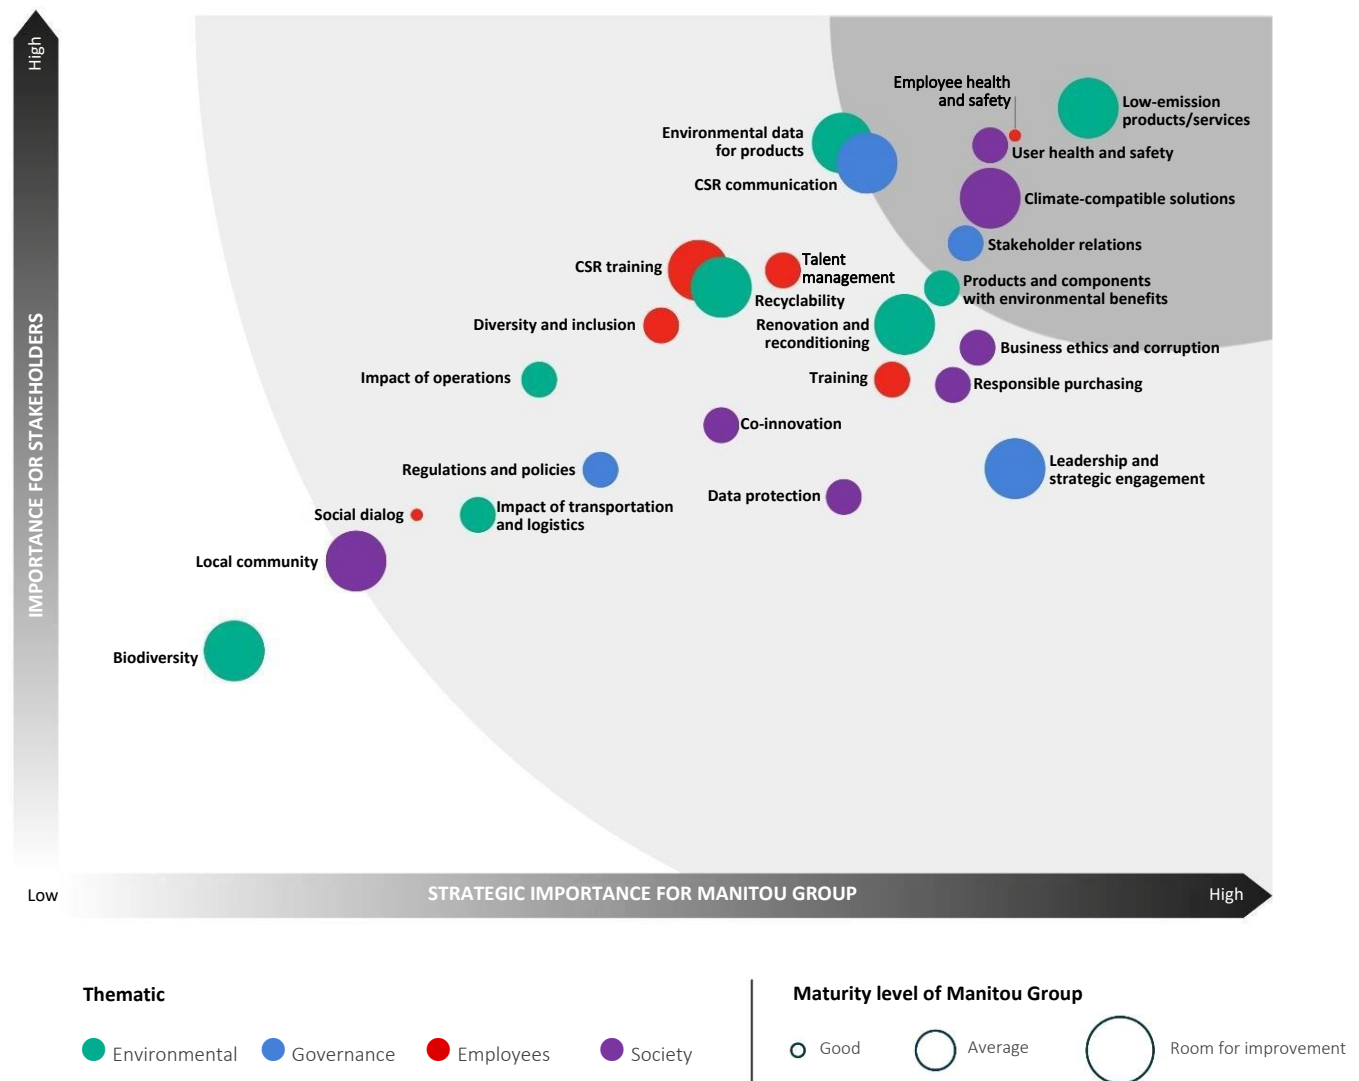 High
IMPORTANCE FOR STAKEHOLDERS
Low
STRATEGIC IMPORTANCE FOR MANITOU GROUP
High
Employee health
and safety
Low-emission
products/services
Environmental data
for products
User health and safety
CSR communication
Climate-compatible solutions
Stakeholder relations
CSR training
Talent
management
Recyclability
Products and components
with environmental benefits
Diversity and inclusion
Renovation and
reconditioning
Business ethics and corruption
Impact of operations
Training
Responsible purchasing
Co-innovation
Regulations and policies
Leadership and
strategic engagement
Data protection
Social dialog
Impact of transportation
and logistics
Local community
Biodiversity
Thematic
Environmental
Governance
Employees
Society
Maturity level of Manitou Group
Good
Average
Room for improvement